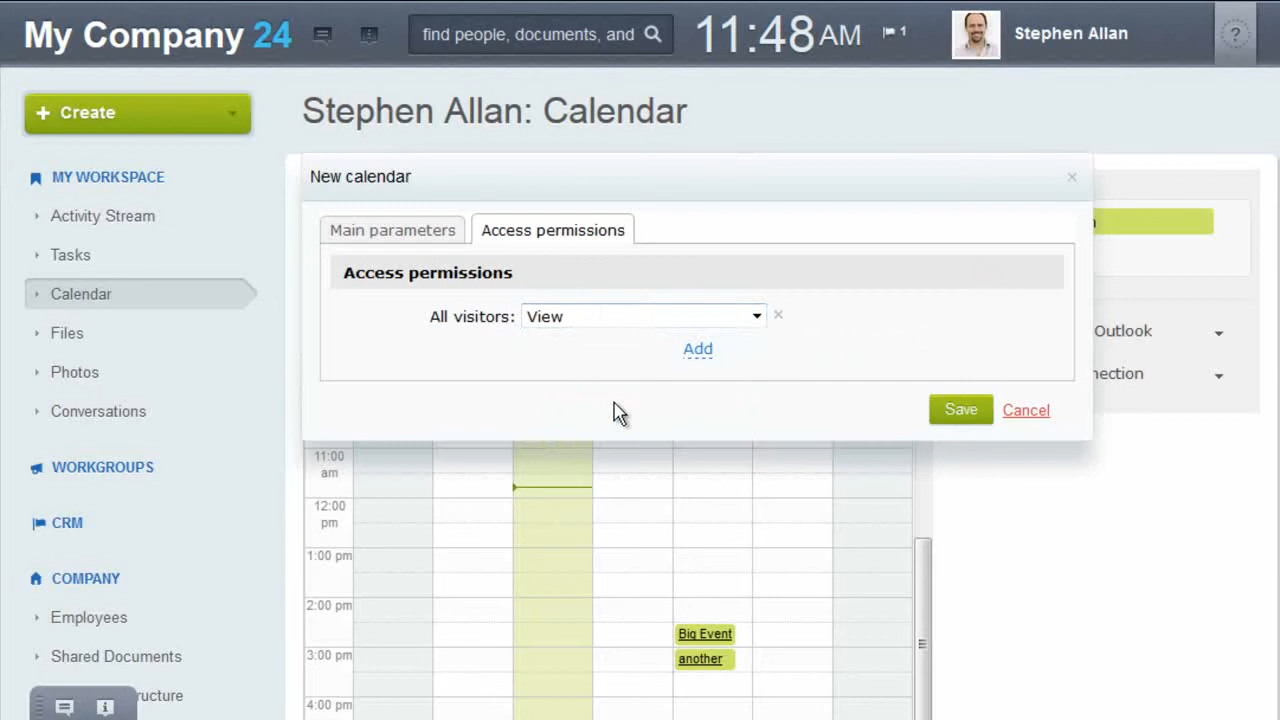 My Company 24
find people, documents, and
11:48 AM
1
Stephen Allan
?
Create
Stephen Allan: Calendar
MY WORKSPACE
Activity Stream
Tasks
Calendar
Files
Photos
Conversations
WORKGROUPS
CRM
COMPANY
Employees
Shared Documents
ructure
New calendar
Main parameters
Access permissions
Access permissions
All visitors: View
Add
Save
Cancel
Outlook
nection
11:00
am
12:00
pm
1:00 pm
2:00 pm
3:00 pm
4:00 pm
Big Event
another